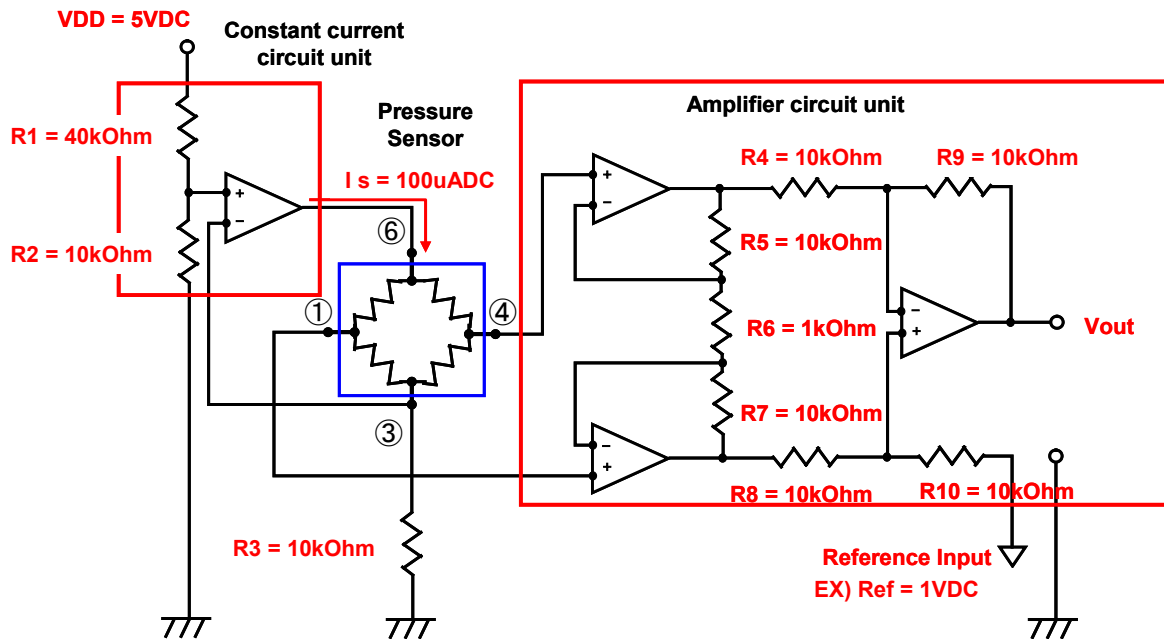 VDD = 5VDC
Constant current
circuit unit
Pressure
Sensor
Amplifier circuit unit
R1 = 40kOhm
R2 = 10kOhm
+
-
I s = 100uADC
⑥
①
④
③
R3 = 10kOhm
+
-
R4 = 10kOhm
R9 = 10kOhm
R5 = 10kOhm
R6 = 1kOhm
R7 = 10kOhm
-
+
-
+
Vout
R8 = 10kOhm
R10 = 10kOhm
Reference Input
EX) Ref = 1VDC